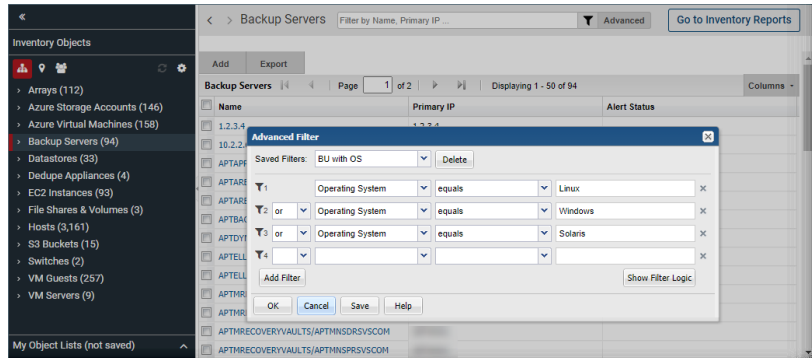 «
Inventory Objects
Arrays (112)
Azure Storage Accounts (146)
Azure Virtual Machines (158)
Backup Servers (94)
Datastores (33)
Dedupe Appliances (4)
EC2 Instances (93)
File Shares & Volumes (3)
Hosts (3,161)
S3 Buckets (15)
Switches (2)
VM Guests (257)
VM Servers (9)
My Object Lists (not saved)
< > Backup Servers Filter by Name, Primary IP ... Advanced Go to Inventory Reports
Add Export
Backup Servers Page 1 of 2 Displaying 1 - 50 of 94 Columns
Name Primary IP Alert Status
1.2.3.4 1.2.3.4
10.2.2.
Advanced Filter
Saved Filters: BU with OS Delete
1 Operating System equals Linux
2 or Operating System equals Windows
3 or Operating System equals Solaris
4
Add Filter Show Filter Logic
OK Cancel Save Help
APTMRECOVERYVAULTS/APTMNSDRSVSCOM
APTMRECOVERYVAULTS/APTMNSPRSVSCOM